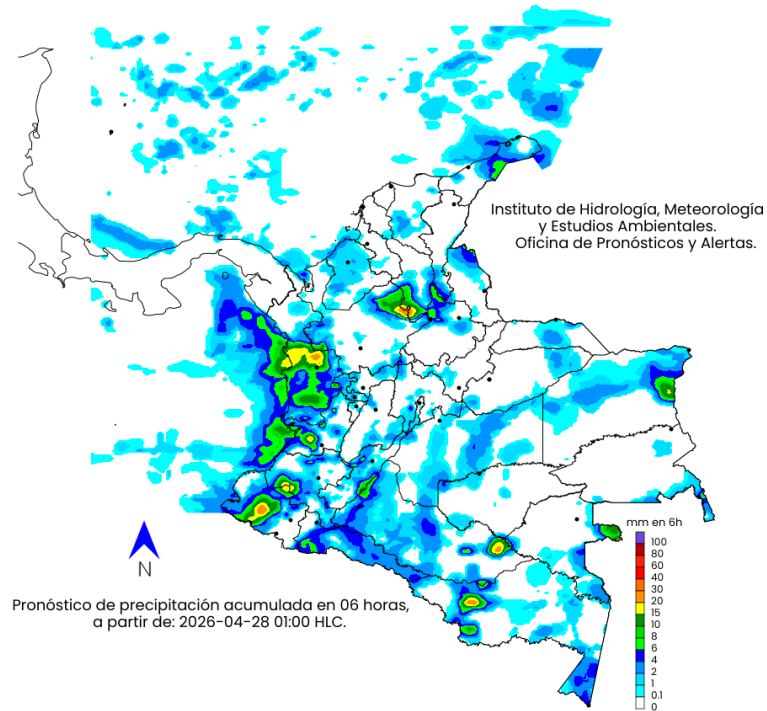 Instituto de Hidrología, Meteorología
y Estudios Ambientales.
Oficina de Pronósticos y Alertas.
mm en 6h
100
80
60
40
30
20
15
10
8
6
4
2
1
0.1
0
N
Pronóstico de precipitación acumulada en 06 horas,
a partir de: 2026-04-28 01:00 HLC.